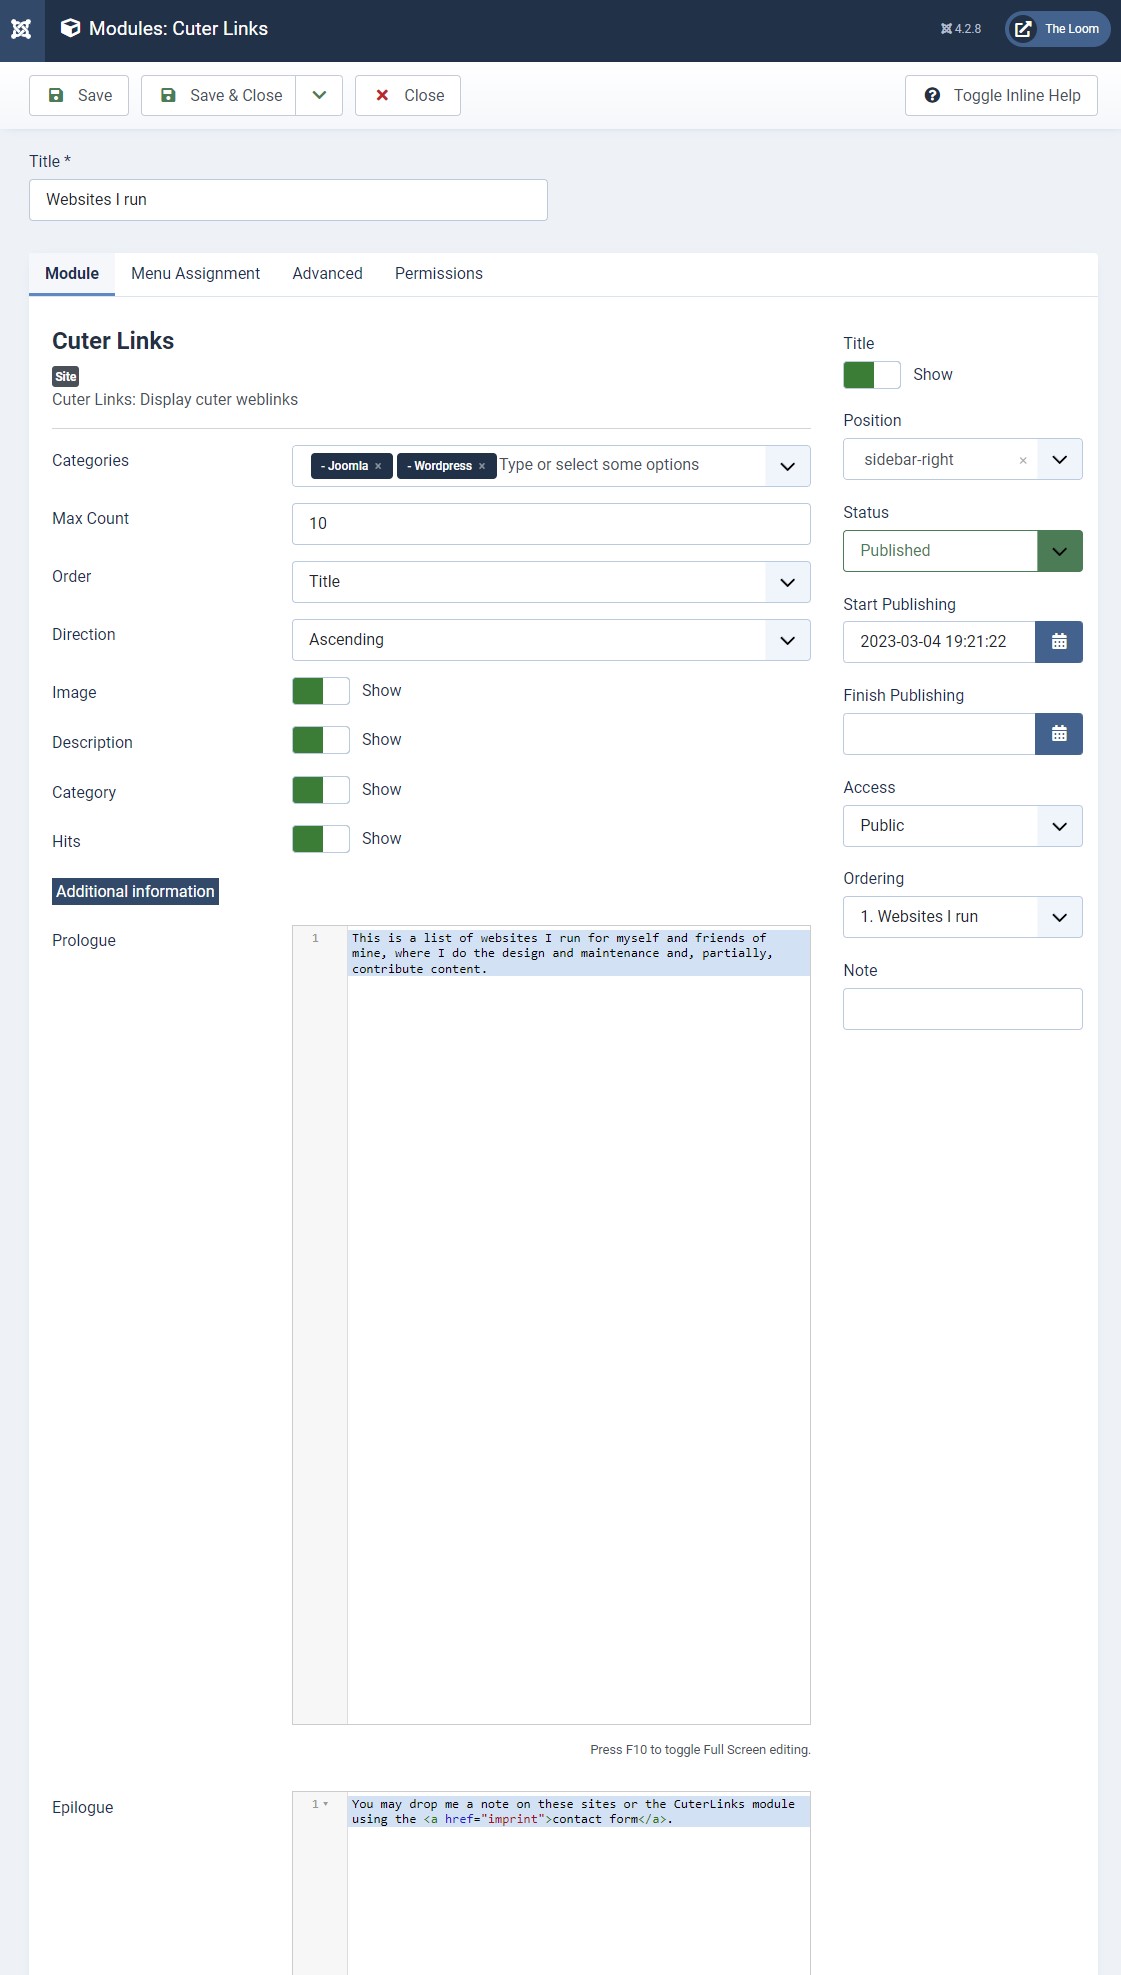 Modules: Cuter Links
4.2.8
The Loom
Save
Save & Close
Close
Toggle Inline Help
Title *
Websites I run
Module
Menu Assignment
Advanced
Permissions
Cuter Links
Site
Cuter Links: Display cuter weblinks
Categories
- Joomla ×
- Wordpress ×
Type or select some options
Max Count
10
Order
Title
Direction
Ascending
Image
Show
Description
Show
Category
Show
Hits
Show
Additional information
Prologue
1
This is a list of websites I run for myself and friends of
mine, where I do the design and maintenance and, partially,
contribute content.
Press F10 to toggle Full Screen editing.
Epilogue
1
You may drop me a note on these sites or the CuterLinks module
using the <a href="imprint">contact form</a>.
Title
Show
Position
sidebar-right ×
Status
Published
Start Publishing
2023-03-04 19:21:22
Finish Publishing
Access
Public
Ordering
1. Websites I run
Note